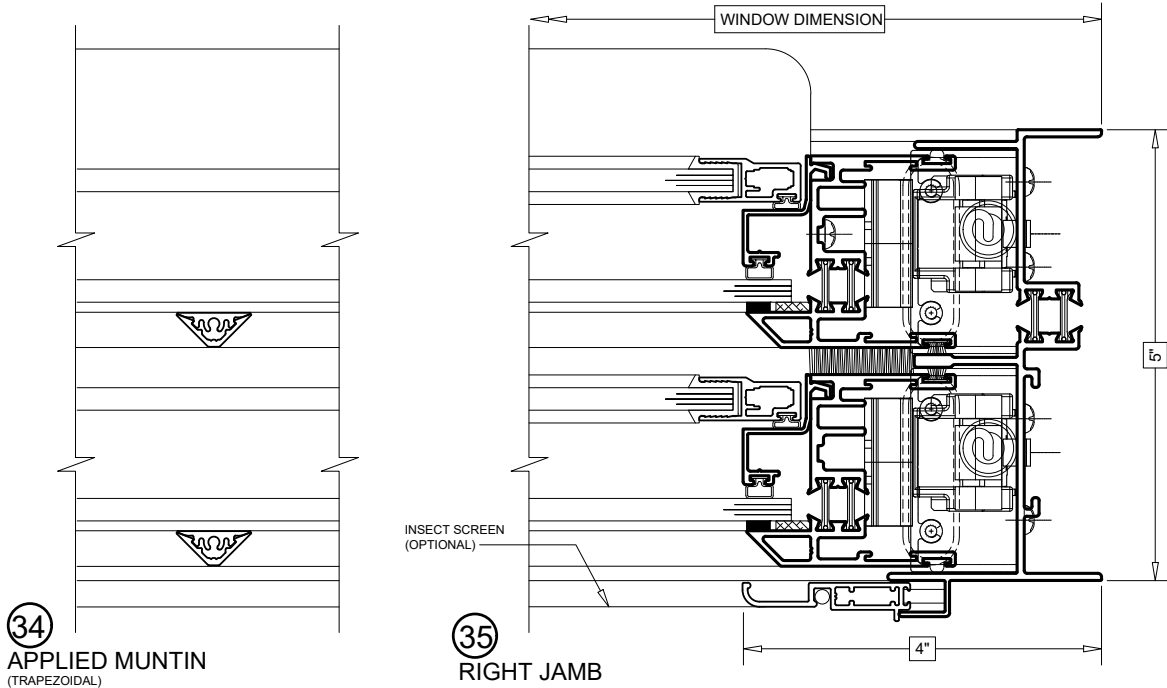 WINDOW DIMENSION
5"
INSECT SCREEN
(OPTIONAL)
4"
34
APPLIED MUNTIN
(TRAPEZOIDAL)
35
RIGHT JAMB